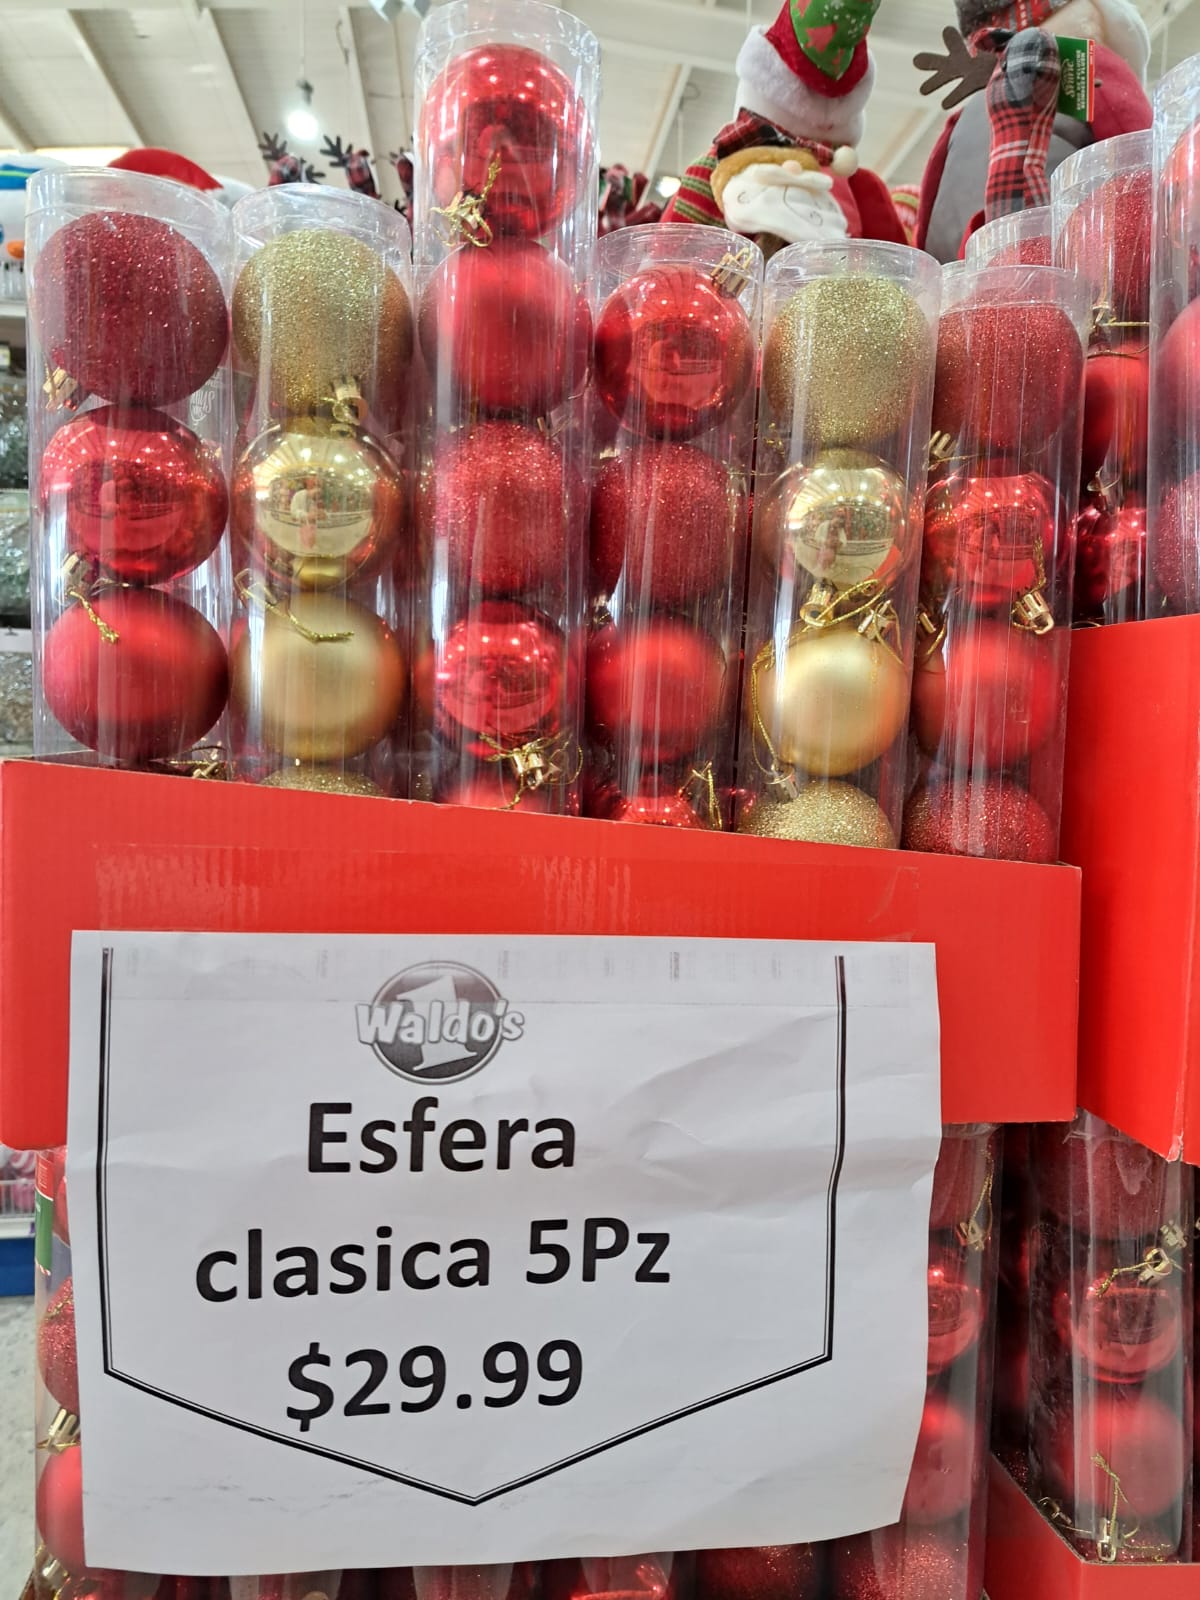 Waldo's
Esfera
clasica 5Pz
$29.99